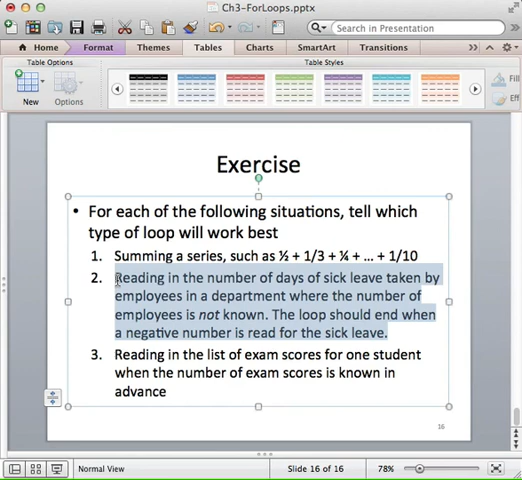 Ch3-ForLoops.pptx
Search in Presentation
Home Format Themes Tables Charts SmartArt Transitions
Table Options Table Styles
New Options Fill
Eff
Exercise
• For each of the following situations, tell which
type of loop will work best
1. Summing a series, such as ½ + 1/3 + ¼ + … + 1/10
2. Reading in the number of days of sick leave taken by
employees in a department where the number of
employees is not known. The loop should end when
a negative number is read for the sick leave.
3. Reading in the list of exam scores for one student
when the number of exam scores is known in
advance
16
Normal View Slide 16 of 16 78%